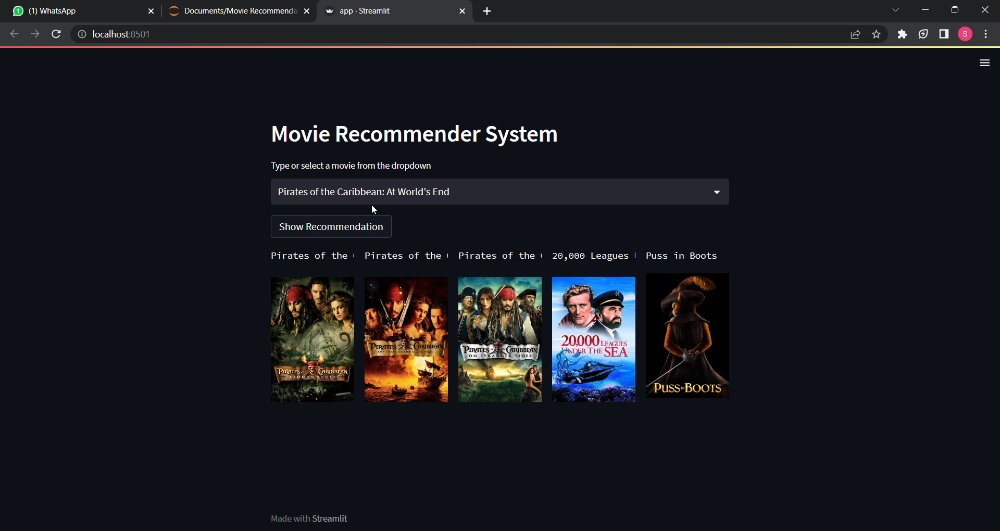 (1) WhatsApp
Documents/Movie Recommenda
app · Streamlit
localhost:8501
S
Movie Recommender System
Type or select a movie from the dropdown
Pirates of the Caribbean: At World's End
Show Recommendation
Pirates of the
Pirates of the
Pirates of the
20,000 Leagues
Puss in Boots
PIRATES of the CARIBBEAN
DEAD MAN'S CHEST
PIRATES of the CARIBBEAN
THE CURSE OF THE BLACK PEARL
PIRATES of the CARIBBEAN
ON STRANGER TIDES
20,000 LEAGUES
UNDER THE SEA
PUSS IN BOOTS
Made with Streamlit